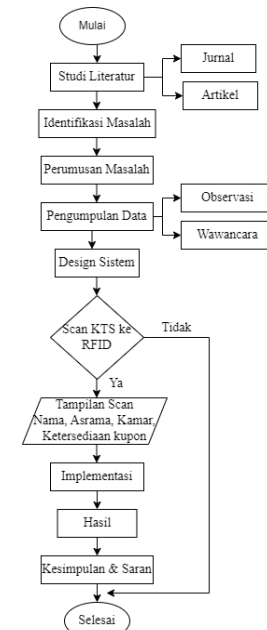 Mulai
Studi Literatur
Jurnal
Artikel
Identifikasi Masalah
Perumusan Masalah
Pengumpulan Data
Observasi
Wawancara
Design Sistem
Scan KTS ke
RFID
Tidak
Ya
Tampilan Scan
Nama, Asrama, Kamar,
Ketersediaan kupon
Implementasi
Hasil
Kesimpulan & Saran
Selesai